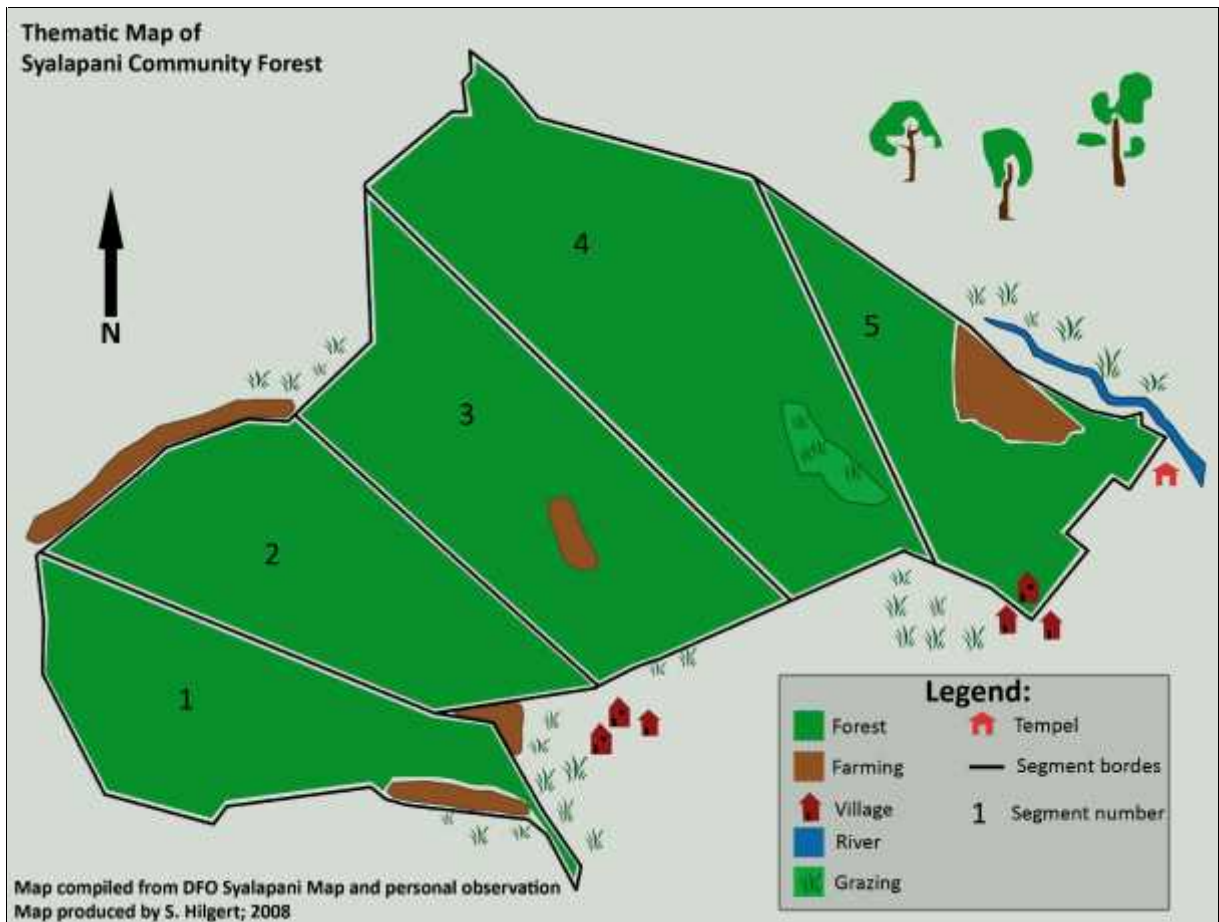 Thematic Map of
Syalapani Community Forest
N
4
5
3
2
1
Legend:
Forest
Farming
Village
River
Grazing
Tempel
Segment bordes
1 Segment number
Map compiled from DFO Syalapani Map and personal observation
Map produced by S. Hilgert; 2008